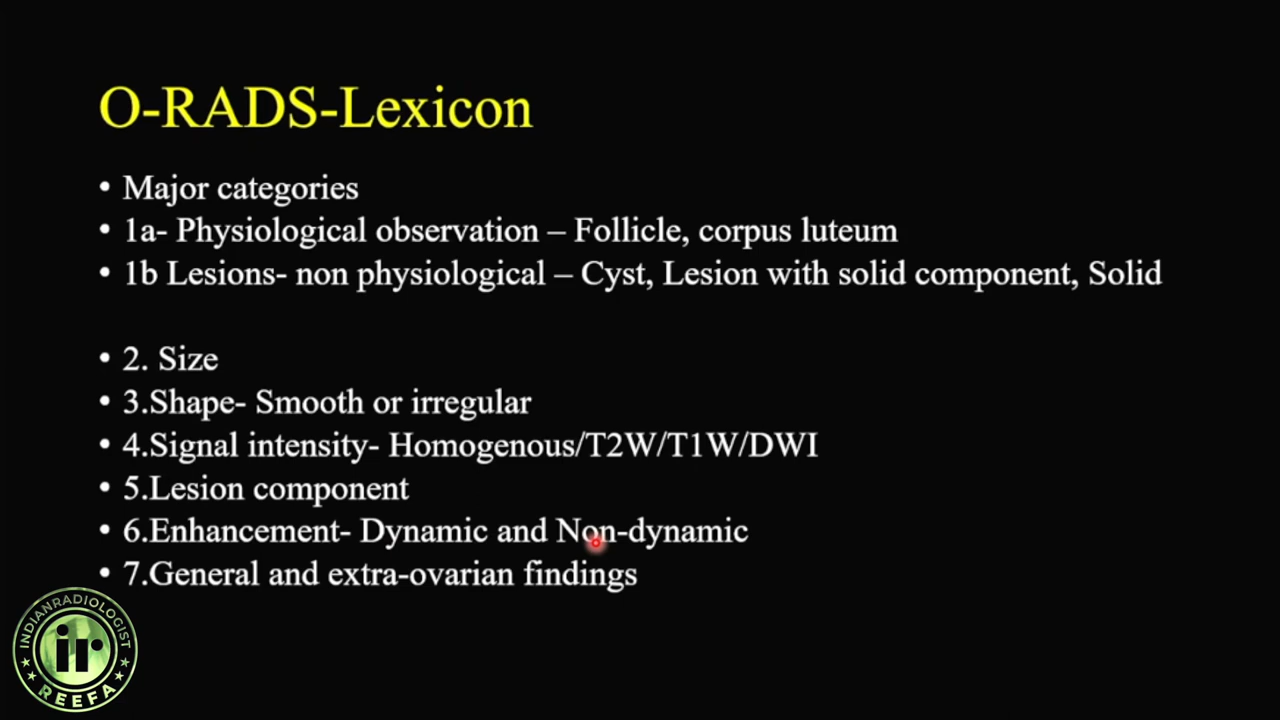 O-RADS-Lexicon
• Major categories
• 1a- Physiological observation – Follicle, corpus luteum
• 1b Lesions- non physiological – Cyst, Lesion with solid component, Solid
• 2. Size
• 3.Shape- Smooth or irregular
• 4.Signal intensity- Homogenous/T2W/T1W/DWI
• 5.Lesion component
• 6.Enhancement- Dynamic and Non-dynamic
• 7.General and extra-ovarian findings
INDIANRADIOLOGIST
ir
REEFA